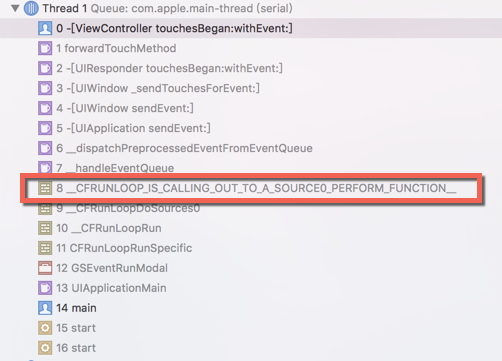 Thread 1 Queue: com.apple.main-thread (serial)
0 -[ViewController touchesBegan:withEvent:]
1 forwardTouchMethod
2 -[UIResponder touchesBegan:withEvent:]
3 -[UIWindow _sendTouchesForEvent:]
4 -[UIWindow sendEvent:]
5 -[UIApplication sendEvent:]
6 __dispatchPreprocessedEventFromEventQueue
7 __handleEventQueue
8 __CFRUNLOOP_IS_CALLING_OUT_TO_A_SOURCE0_PERFORM_FUNCTION__
9 __CFRunLoopDoSources0
10 __CFRunLoopRun
11 CFRunLoopRunSpecific
12 GSEventRunModal
13 UIApplicationMain
14 main
15 start
16 start